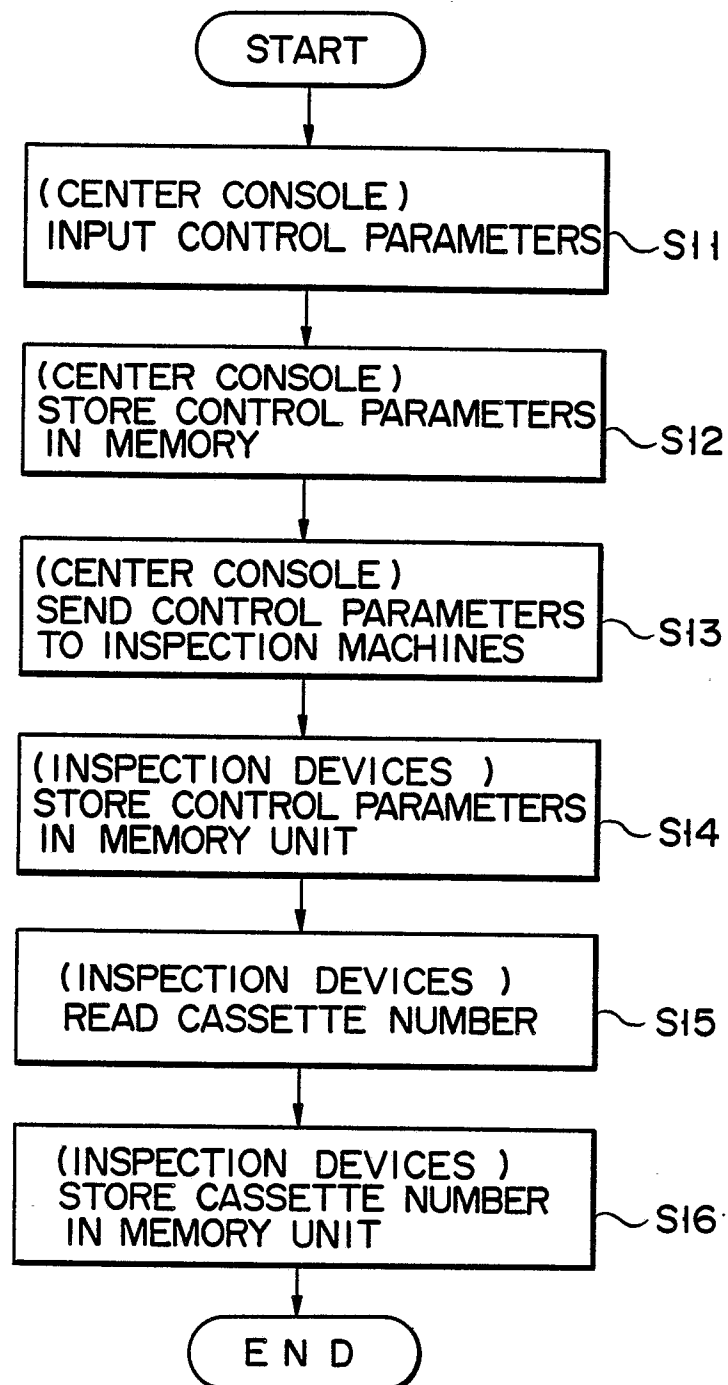 START
(CENTER CONSOLE)
INPUT CONTROL PARAMETERS
S11
(CENTER CONSOLE)
STORE CONTROL PARAMETERS
IN MEMORY
S12
(CENTER CONSOLE)
SEND CONTROL PARAMETERS
TO INSPECTION MACHINES
S13
(INSPECTION DEVICES )
STORE CONTROL PARAMETERS
IN MEMORY UNIT
S14
(INSPECTION DEVICES )
READ CASSETTE NUMBER
S15
(INSPECTION DEVICES )
STORE CASSETTE NUMBER
IN MEMORY UNIT
S16
END